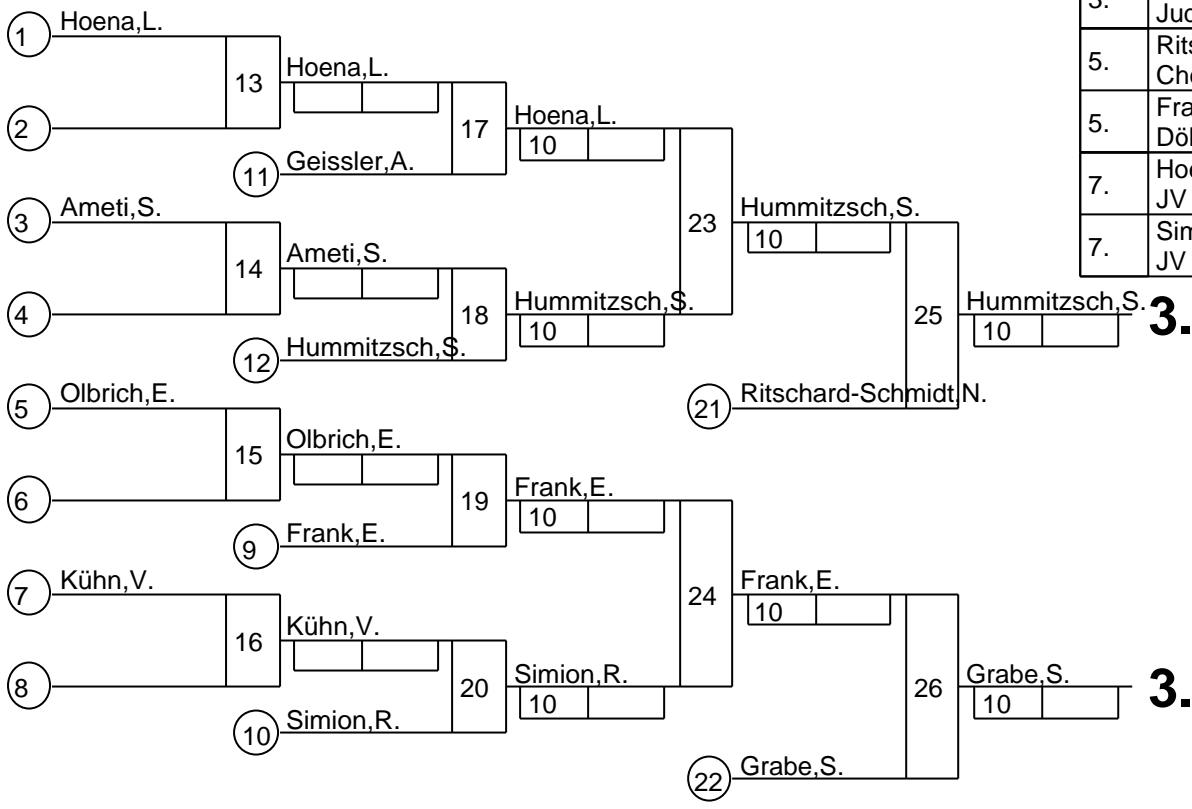 1 Hoena,L.
13
Hoena,L.
2
17
Hoena,L.
10
11 Geissler,A.
3 Ameti,S.
23
Hummitzsch,S.
10
14
Ameti,S.
4
18
Hummitzsch,S.
10
12 Hummitzsch,S.
25
Hummitzsch,S. 3.
10
5 Olbrich,E.
21 Ritschard-Schmidt,N.
15
Olbrich,E.
6
19
Frank,E.
10
9 Frank,E.
7 Kühn,V.
24
Frank,E.
10
16
Kühn,V.
8
20
Simion,R.
10
10 Simion,R.
26
Grabe,S. 3.
10
22 Grabe,S.
5.
5.
7.
JV
7.
JV